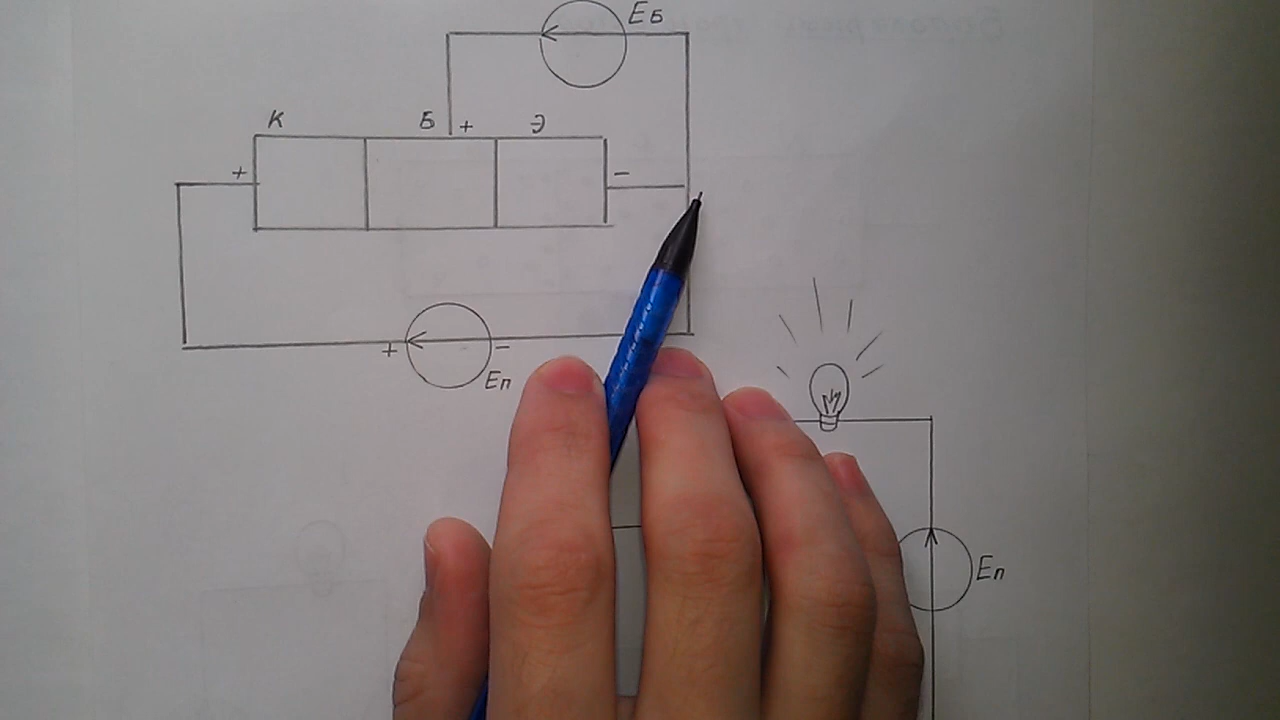 Еб
К Б + Э
+ -
+ -
Еп
Еп